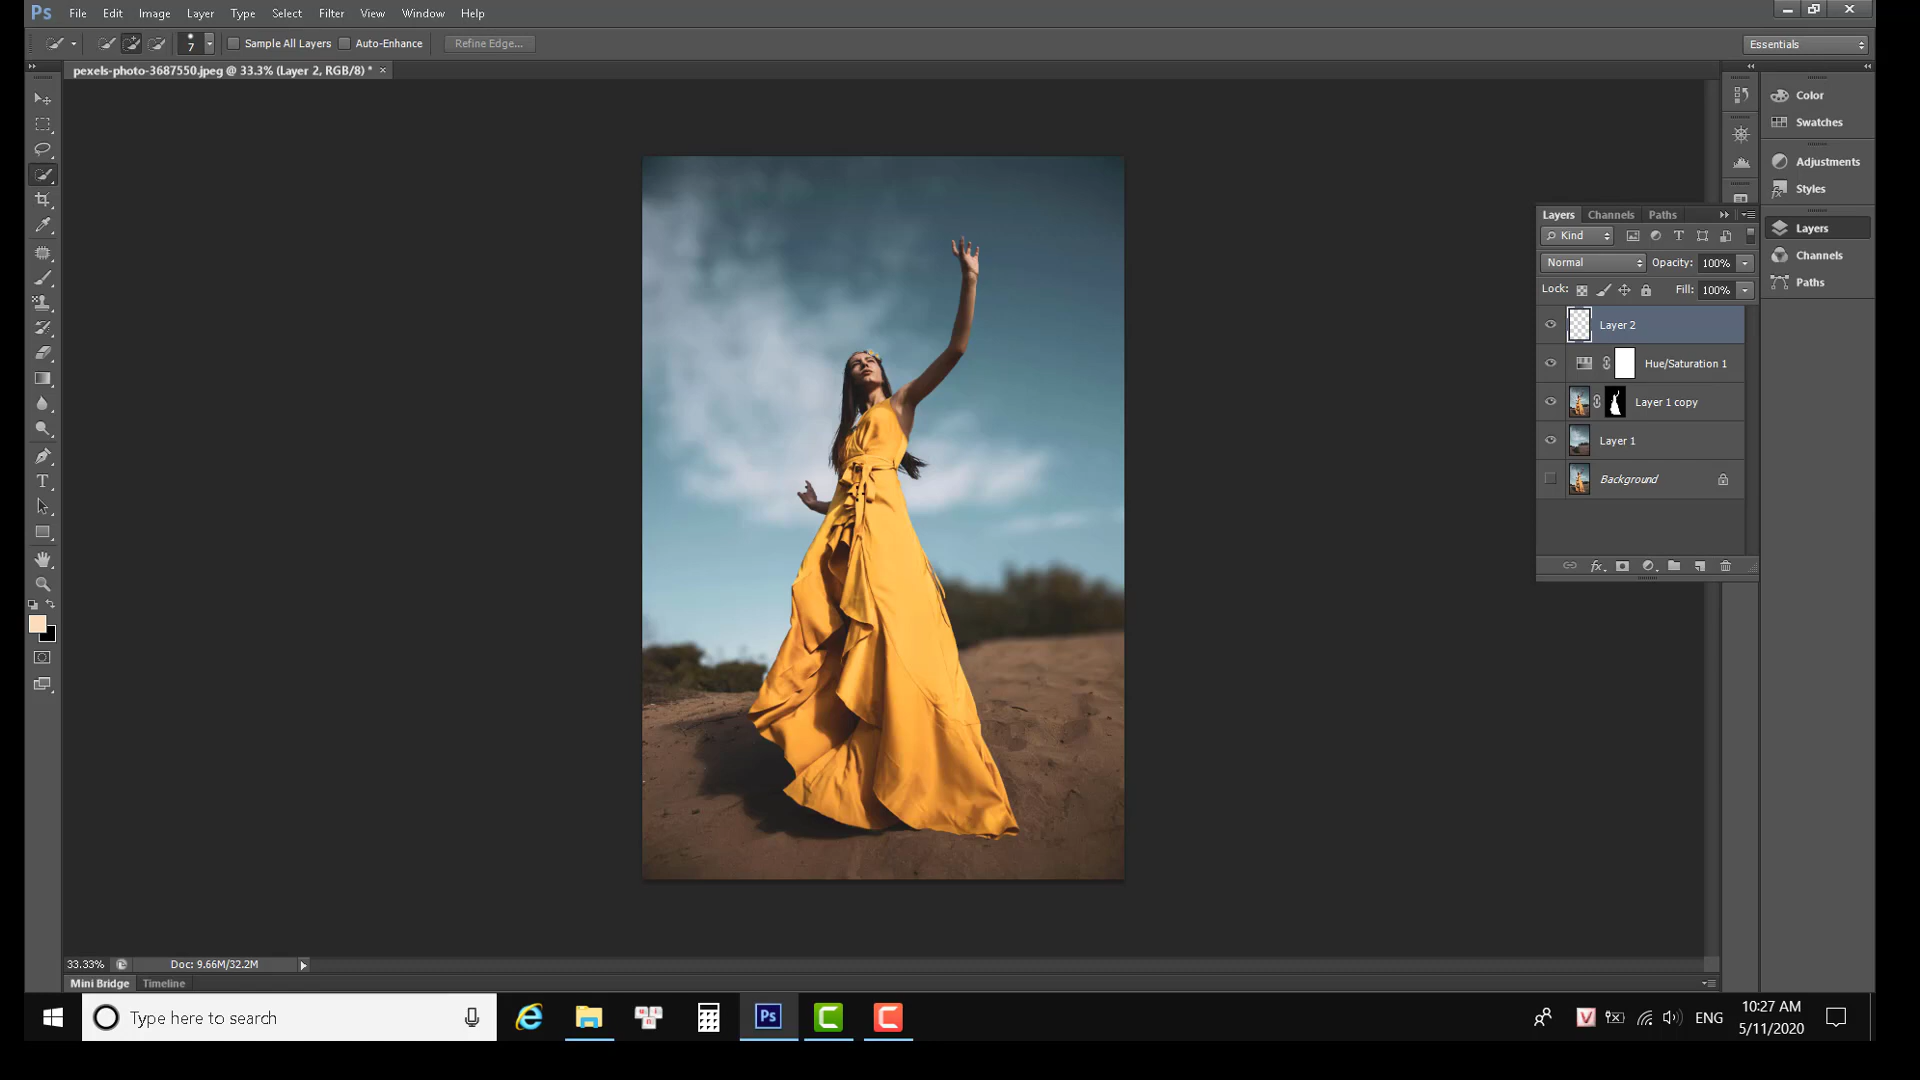 Ps File Edit Image Layer Type Select Filter View Window Help
7 Sample All Layers Auto-Enhance Refine Edge... Essentials
pexels-photo-3687550.jpeg @ 33.3% (Layer 2, RGB/8) * ×
Color
Swatches
Adjustments
Styles
Layers
Channels
Paths
Layers Channels Paths
Kind
Normal Opacity: 100%
Lock: Fill: 100%
Layer 2
Hue/Saturation 1
Layer 1 copy
Layer 1
Background
33.33% Doc: 9.66M/32.2M
Mini Bridge Timeline
Type here to search
Ps
V ENG
10:27 AM
5/11/2020